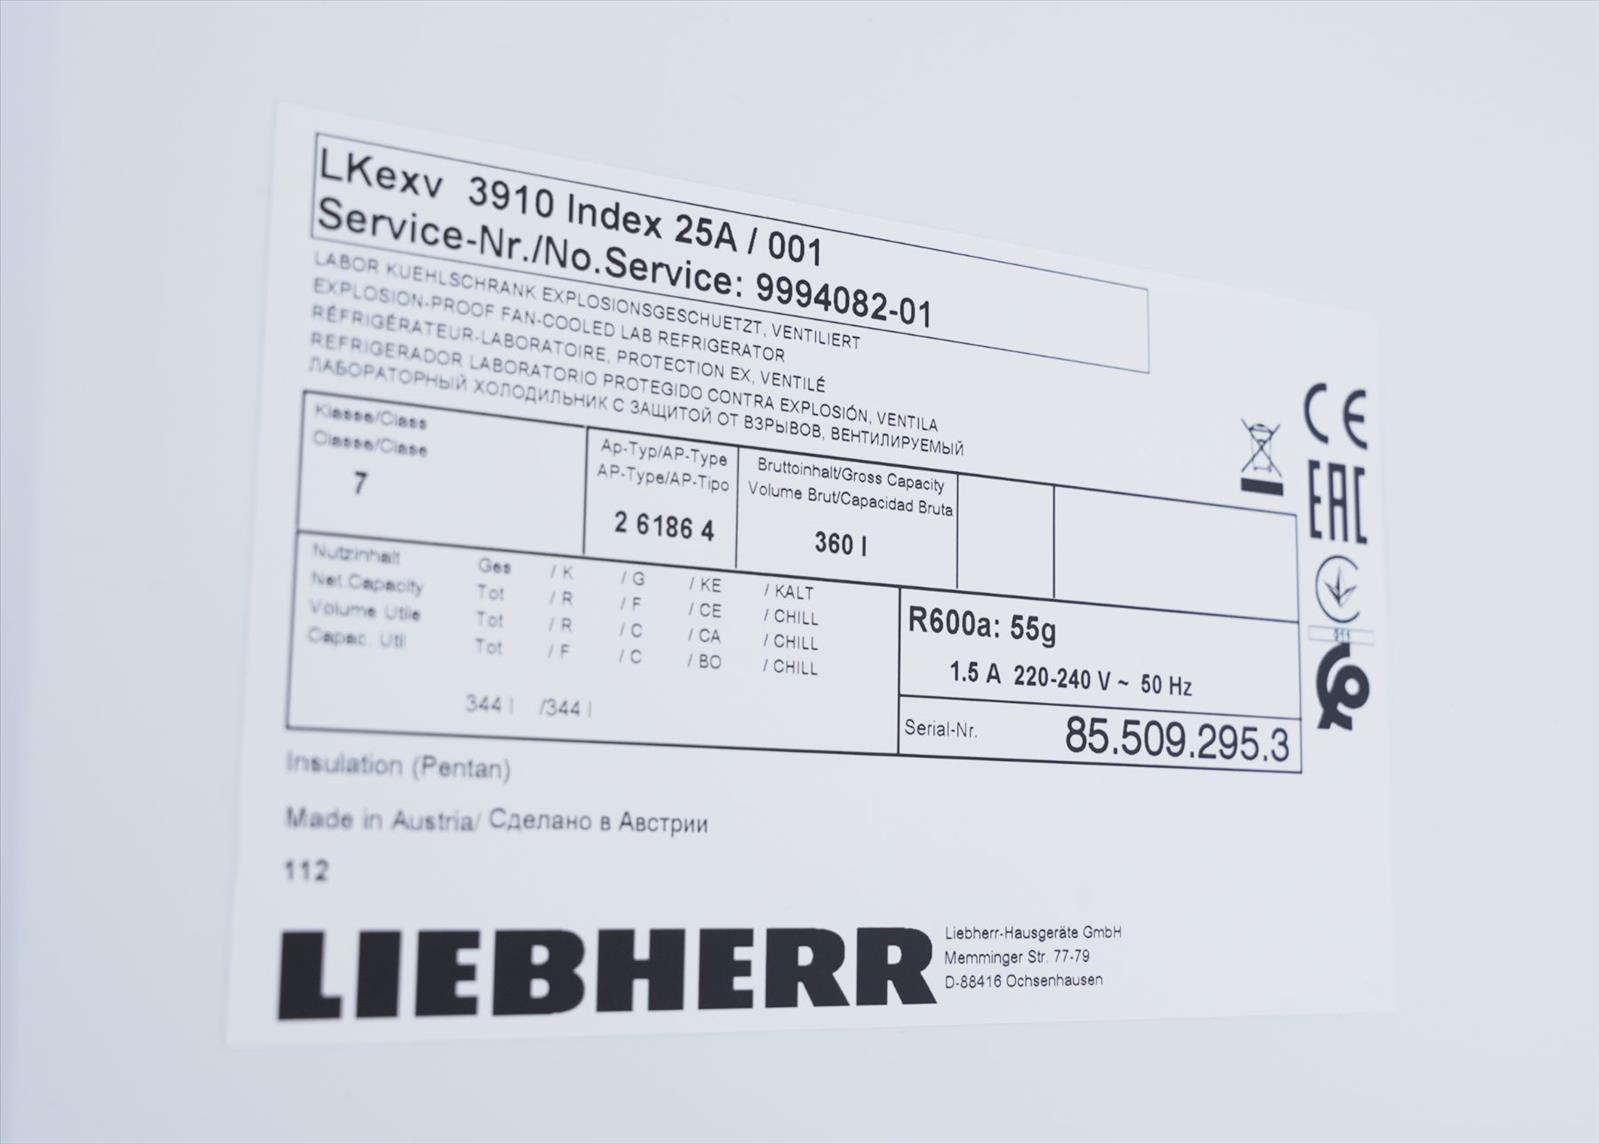 LKexv 3910 Index 25A / 001
Service-Nr./No.Service: 9994082-01
LABOR KUEHLSCHRANK EXPLOSIONSGESCHUETZT, VENTILIERT
EXPLOSION-PROOF FAN-COOLED LAB REFRIGERATOR
RÉFRIGÉRATEUR-LABORATOIRE, PROTECTION EX, VENTILÉ
REFRIGERADOR LABORATORIO PROTEGIDO CONTRA EXPLOSIÓN, VENTILA
ЛАБОРАТОРНЫЙ ХОЛОДИЛЬНИК С ЗАЩИТОЙ ОТ ВЗРЫВОВ, ВЕНТИЛИРУЕМЫЙ
CE
EAC
011
Klasse/Class
Classe/Clase
7
Ap-Typ/AP-Type
AP-Type/AP-Tipo
2 6186 4
Bruttoinhalt/Gross Capacity
Volume Brut/Capacidad Bruta
360 l
Nutzinhalt Ges / K / G / KE / KALT
Net.Capacity Tot / R / F / CE / CHILL
Volume Utile Tot / R / C / CA / CHILL
Capac. Util Tot / F / C / BO / CHILL
344 l /344 l
R600a: 55g
1.5 A 220-240 V ~ 50 Hz
Serial-Nr. 85.509.295.3
Insulation (Pentan)
Made in Austria/ Сделано в Австрии
112
LIEBHERR
Liebherr-Hausgeräte GmbH
Memminger Str. 77-79
D-88416 Ochsenhausen